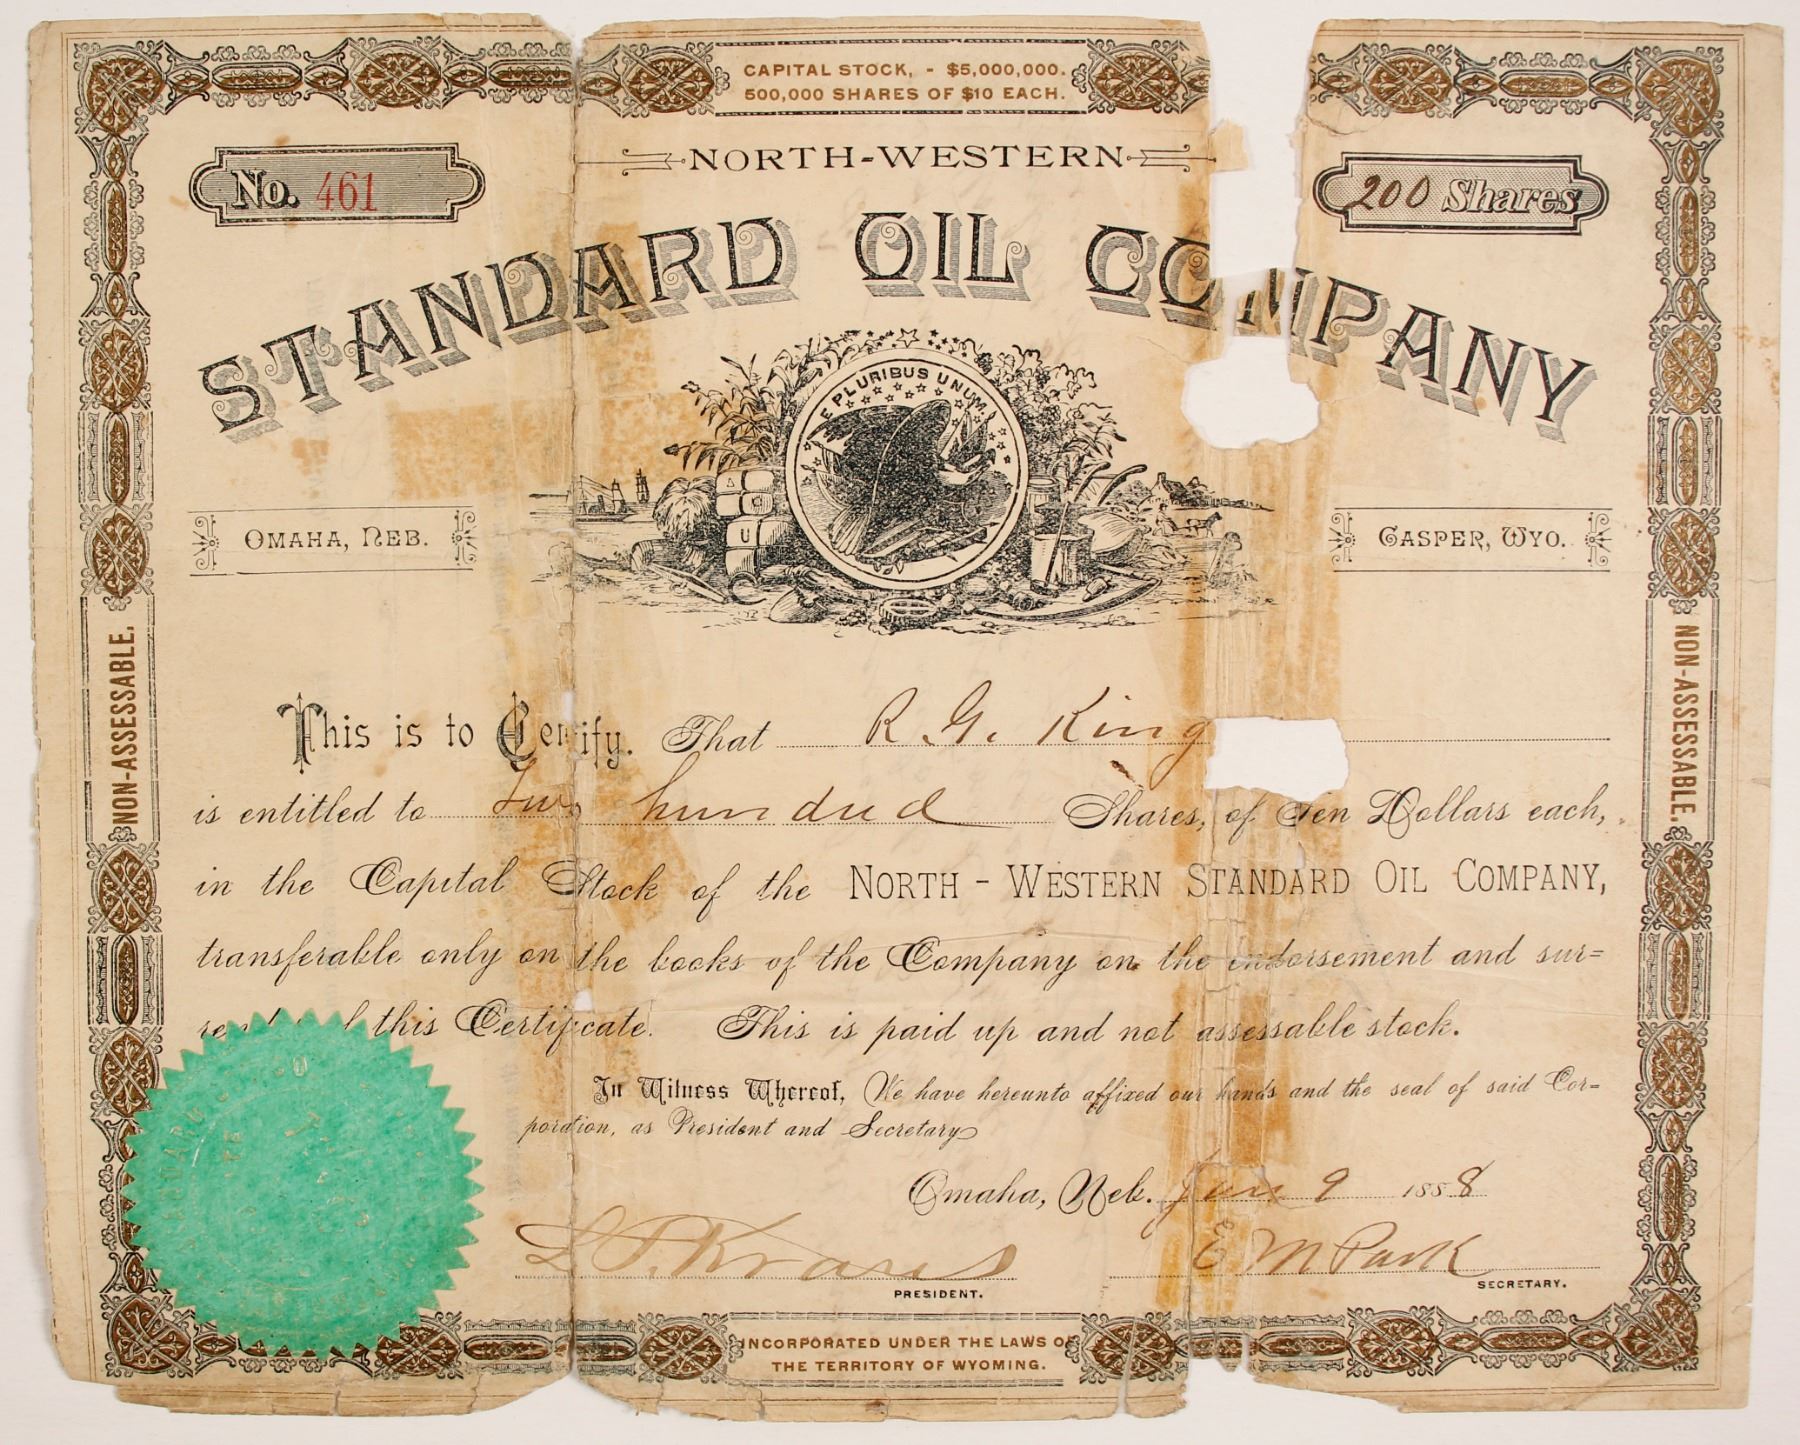 CAPITAL STOCK, - $5,000,000.
500,000 SHARES OF $10 EACH.
NORTH-WESTERN
No. 461
200 Shares
STANDARD OIL COMPANY
E PLURIBUS UNUM
U
OMAHA, NEB.
CASPER, WYO.
NON-ASSESSABLE.
NON-ASSESSABLE.
This is to Certify. That R. G. King
is entitled to Two hundred Shares, of Ten Dollars each,
in the Capital Stock of the NORTH-WESTERN STANDARD OIL COMPANY,
transferable only on the books of the Company on the endorsement and sur=
this Certificate. This is paid up and not assessable stock.
In Witness Whereof, We have hereunto affixed our hands and the seal of said Cor=
poration, as President and Secretary
Omaha, Neb. Jan 9 1888
E M Park
PRESIDENT.
SECRETARY.
INCORPORATED UNDER THE LAWS OF
THE TERRITORY OF WYOMING.